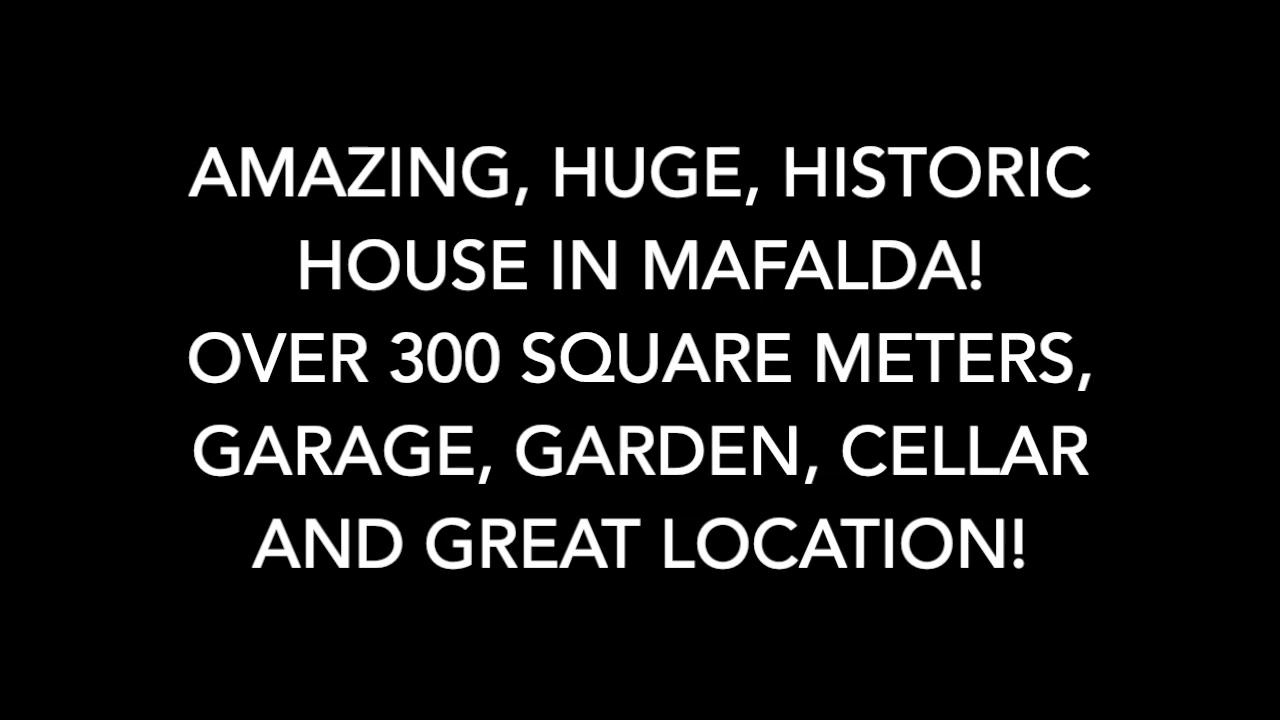 AMAZING, HUGE, HISTORIC
HOUSE IN MAFALDA!
OVER 300 SQUARE METERS,
GARAGE, GARDEN, CELLAR
AND GREAT LOCATION!